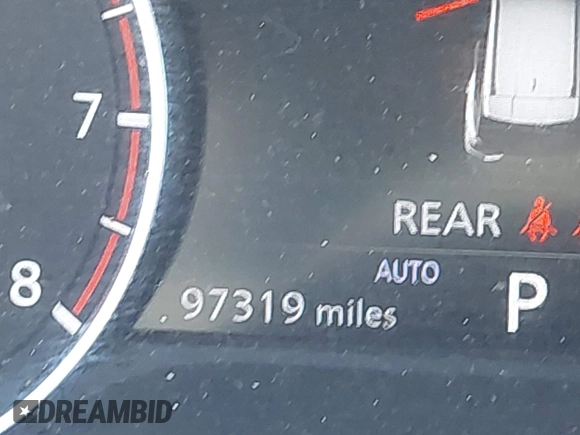 7
REAR
AUTO
8
97319 miles
P
DREAMBID